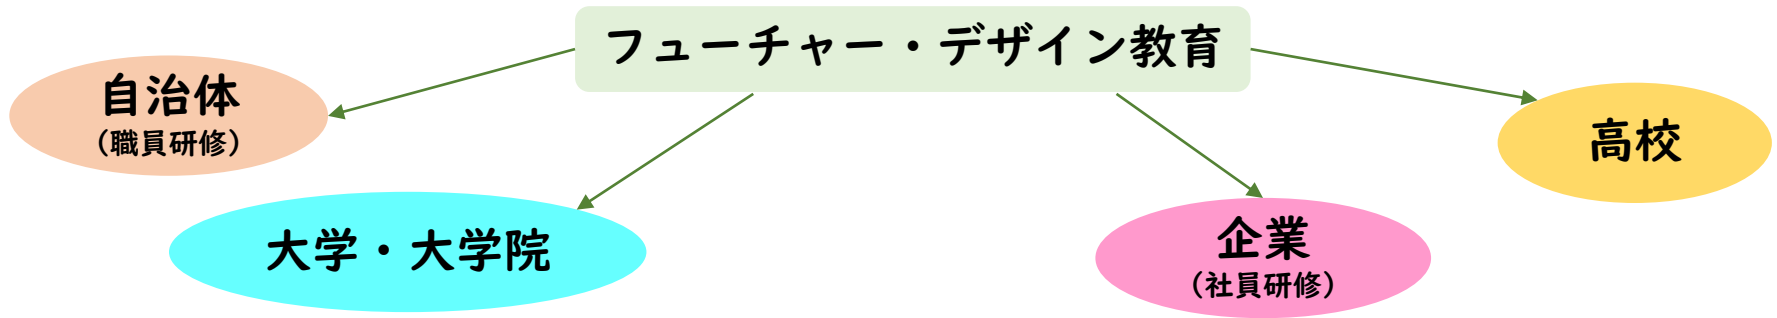 フューチャー・デザイン教育
自治体
（職員研修）
大学・大学院
企業
（社員研修）
高校